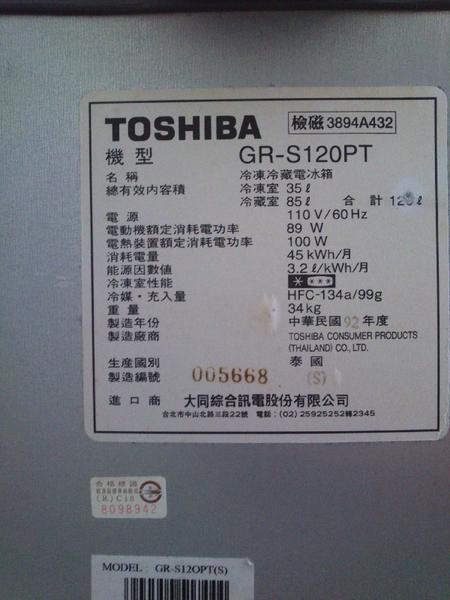 TOSHIBA 檢磁 3894A432
機型 GR-S120PT
名稱 冷凍冷藏電冰箱
總有效內容積 冷凍室 35ℓ
冷藏室 85ℓ 合計 120ℓ
電源 110V/60Hz
電動機額定消耗電功率 89 W
電熱裝置額定消耗電功率 100 W
消耗電量 45 kWh/月
能源因數值 3.2 ℓ/kWh/月
冷凍室性能
冷媒・充入量 HFC-134a/99g
重量 34kg
製造年份 中華民國92年度
製造廠商 TOSHIBA CONSUMER PRODUCTS
(THAILAND) CO., LTD.
生產國別 泰國
製造編號 005668 (S)
進口商 大同綜合訊電股份有限公司
台北市中山北路三段22號 電話:(02) 25925252轉2345
合格標識
8098942
MODEL: GR-S12OPT(S)